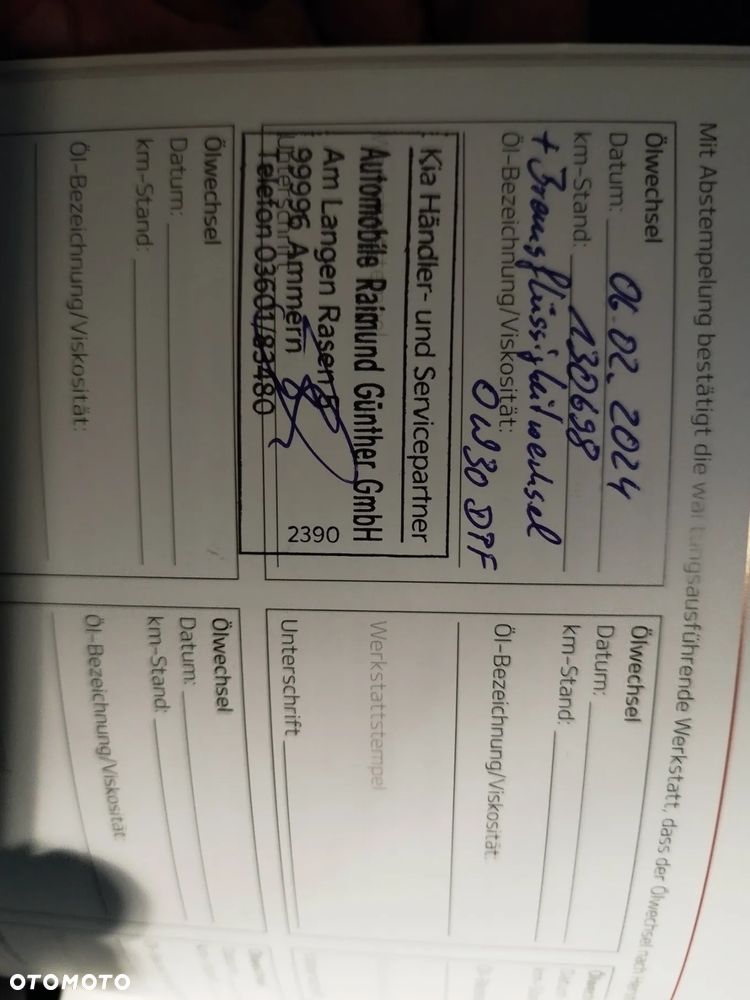 Mit Abstempelung bestätigt die wartungsausführende Werkstatt, dass der Ölwechsel nach
Ölwechsel
Datum: 06.02.2024
km-Stand: 130698
+ Bremsflüssigkeitwechsel
Öl-Bezeichnung/Viskosität:
0W30 DPF
Kia Händler- und Servicepartner
Automobile Raimund Günther GmbH
Am Langen Rasen 5
99996 Ammern
2390
Telefon 03601/83480
Ölwechsel
Datum:
km-Stand:
Öl-Bezeichnung/Viskosität:
Werkstattstempel
Unterschrift
Ölwechsel
Datum:
km-Stand:
Öl-Bezeichnung/Viskosität:
Ölwechsel
Datum:
km-Stand:
Öl-Bezeichnung/Viskosität:
OTOMOTO